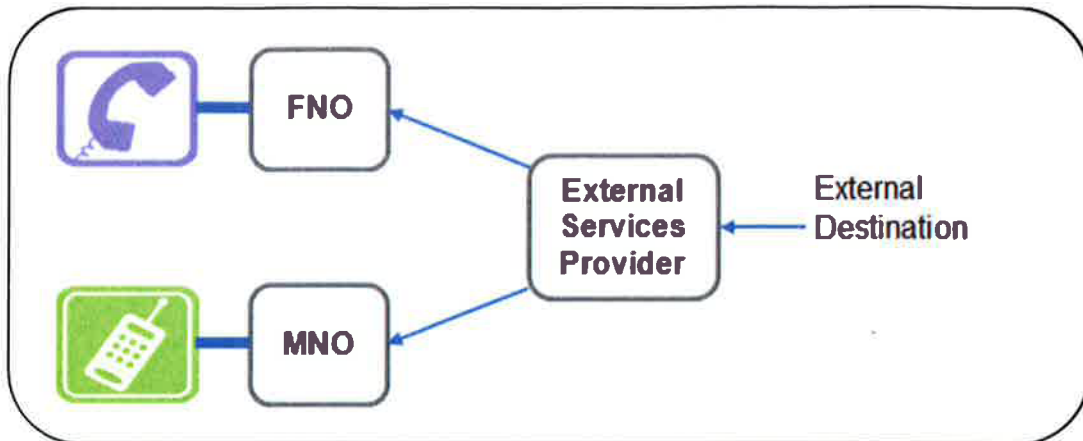 FNO
External
Services
Provider
External
Destination
MNO